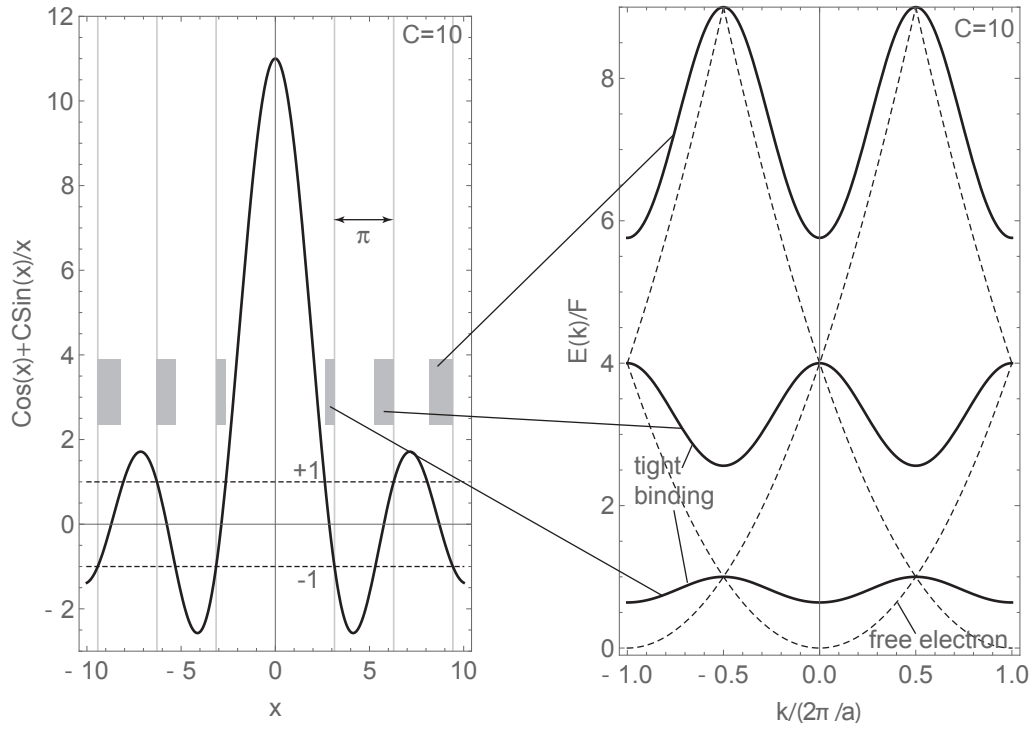 12
10
8
6
4
2
0
- 2
C=10
π
+1
-1
- 10
- 5
0
5
10
x
Cos(x)+CSin(x)/x
C=10
8
6
4
2
0
E(k)/F
tight
binding
free electron
- 1.0
- 0.5
0.0
0.5
1.0
k/(2π /a)